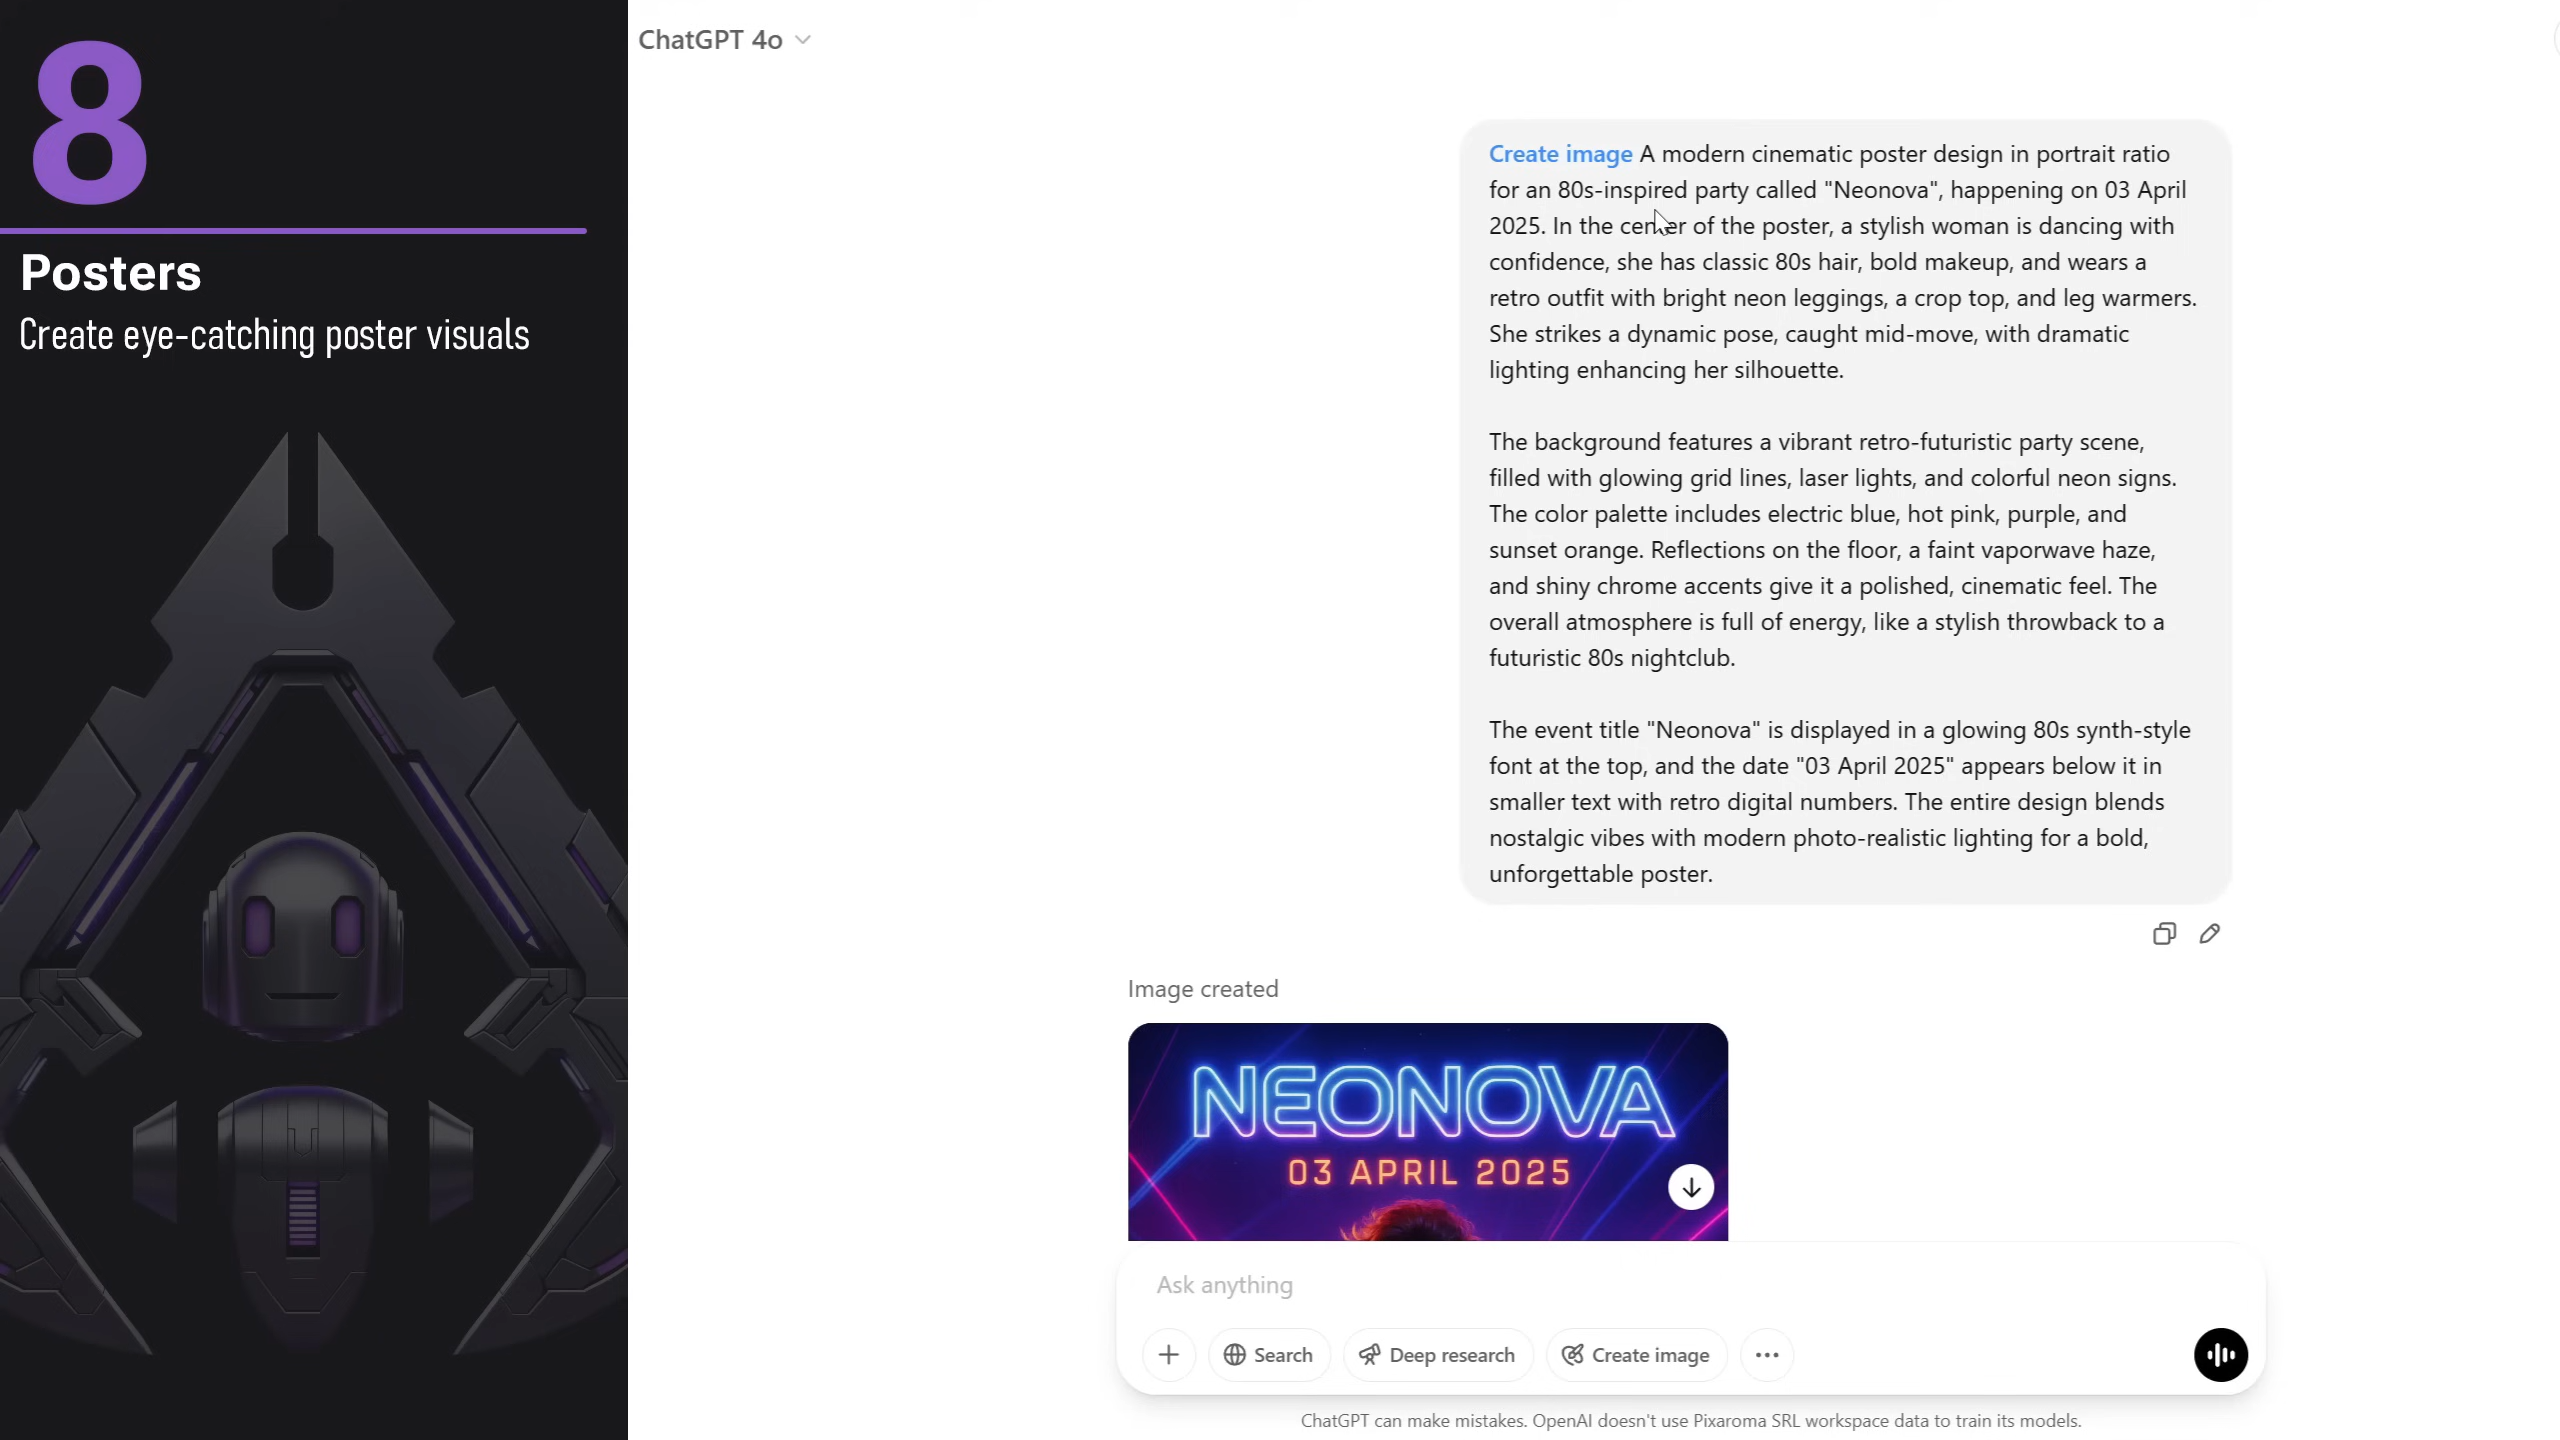 8
Posters
Create eye-catching poster visuals
ChatGPT 4o
Create image A modern cinematic poster design in portrait ratio
for an 80s-inspired party called "Neonova", happening on 03 April
2025. In the center of the poster, a stylish woman is dancing with
confidence, she has classic 80s hair, bold makeup, and wears a
retro outfit with bright neon leggings, a crop top, and leg warmers.
She strikes a dynamic pose, caught mid-move, with dramatic
lighting enhancing her silhouette.
The background features a vibrant retro-futuristic party scene,
filled with glowing grid lines, laser lights, and colorful neon signs.
The color palette includes electric blue, hot pink, purple, and
sunset orange. Reflections on the floor, a faint vaporwave haze,
and shiny chrome accents give it a polished, cinematic feel. The
overall atmosphere is full of energy, like a stylish throwback to a
futuristic 80s nightclub.
The event title "Neonova" is displayed in a glowing 80s synth-style
font at the top, and the date "03 April 2025" appears below it in
smaller text with retro digital numbers. The entire design blends
nostalgic vibes with modern photo-realistic lighting for a bold,
unforgettable poster.
Image created
NEONOVA
03 APRIL 2025
Ask anything
Search
Deep research
Create image
ChatGPT can make mistakes. OpenAI doesn't use Pixaroma SRL workspace data to train its models.